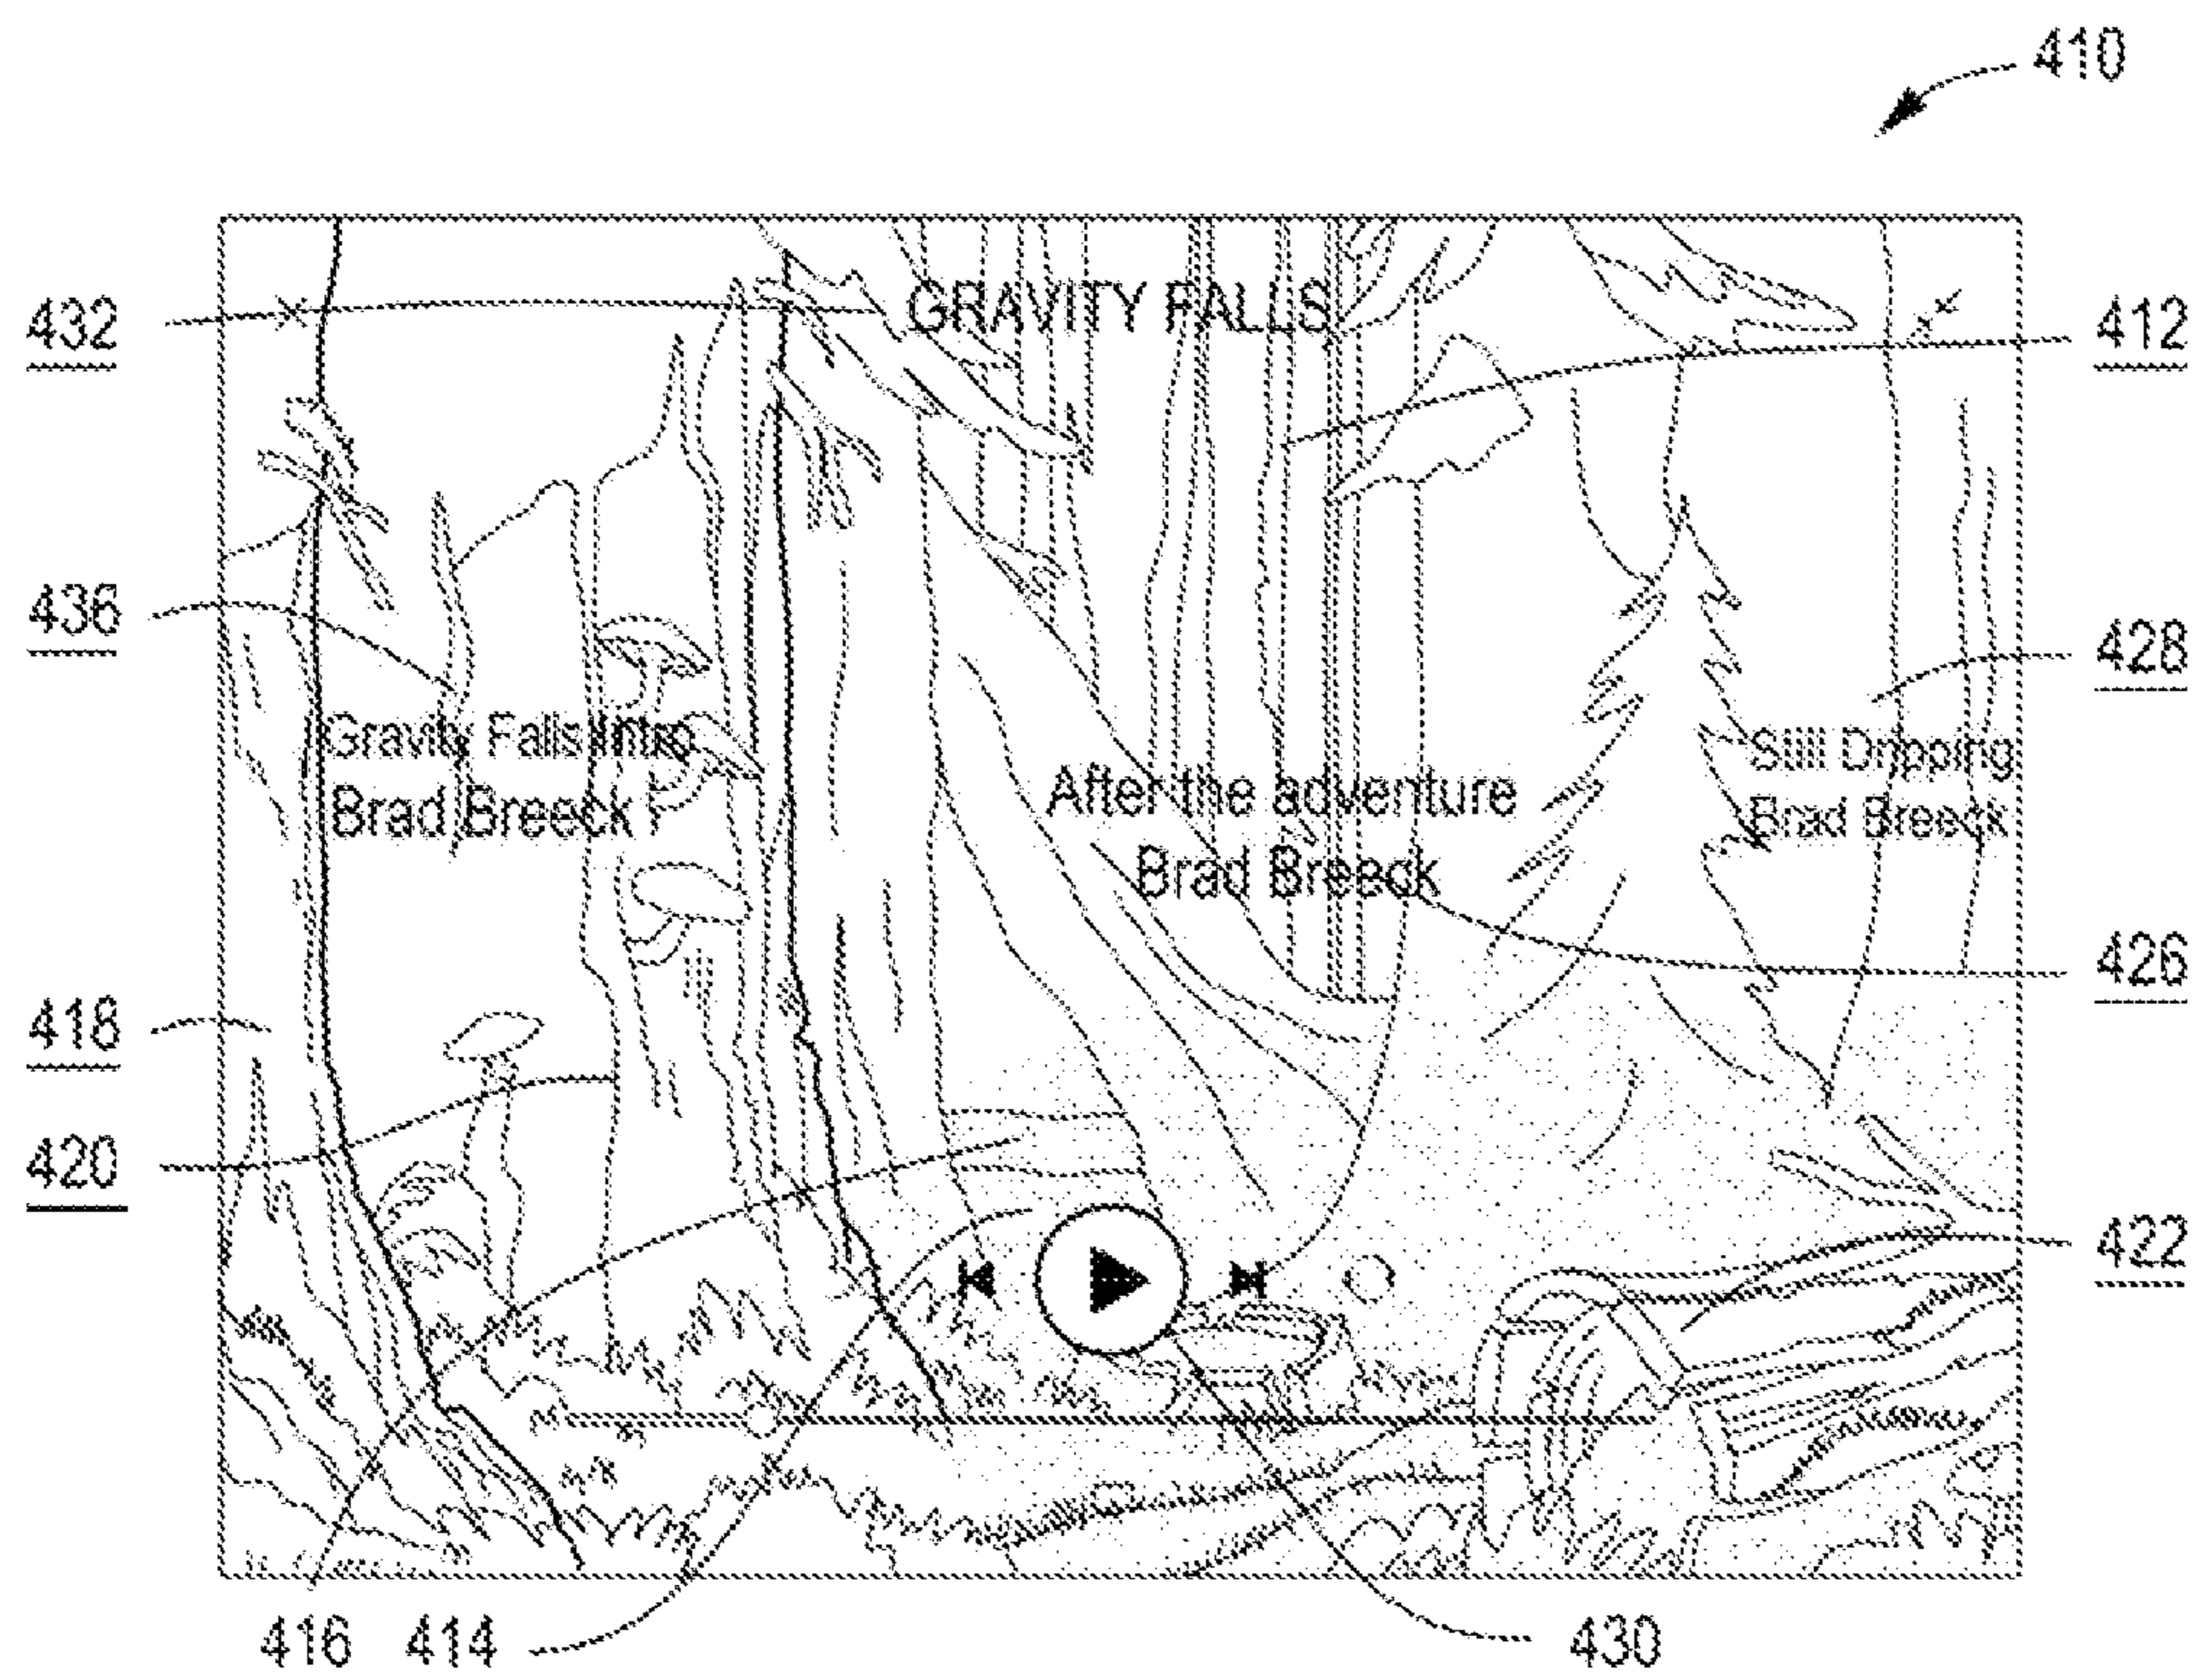 410
GRAVITY FALLS
432
412
436
428
Gravity Falls Intro
Brad Breeck
After the adventure
Brad Breeck
Still Dripping
Brad Breeck
426
418
420
422
416 414
430